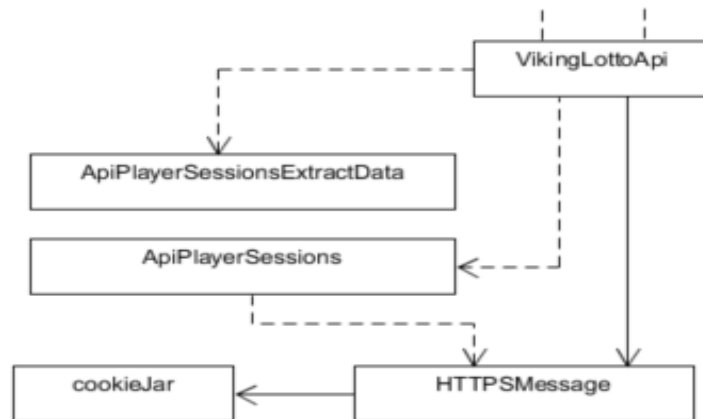 VikingLottoApi
ApiPlayerSessionsExtractData
ApiPlayerSessions
cookieJar
HTTPSMessage